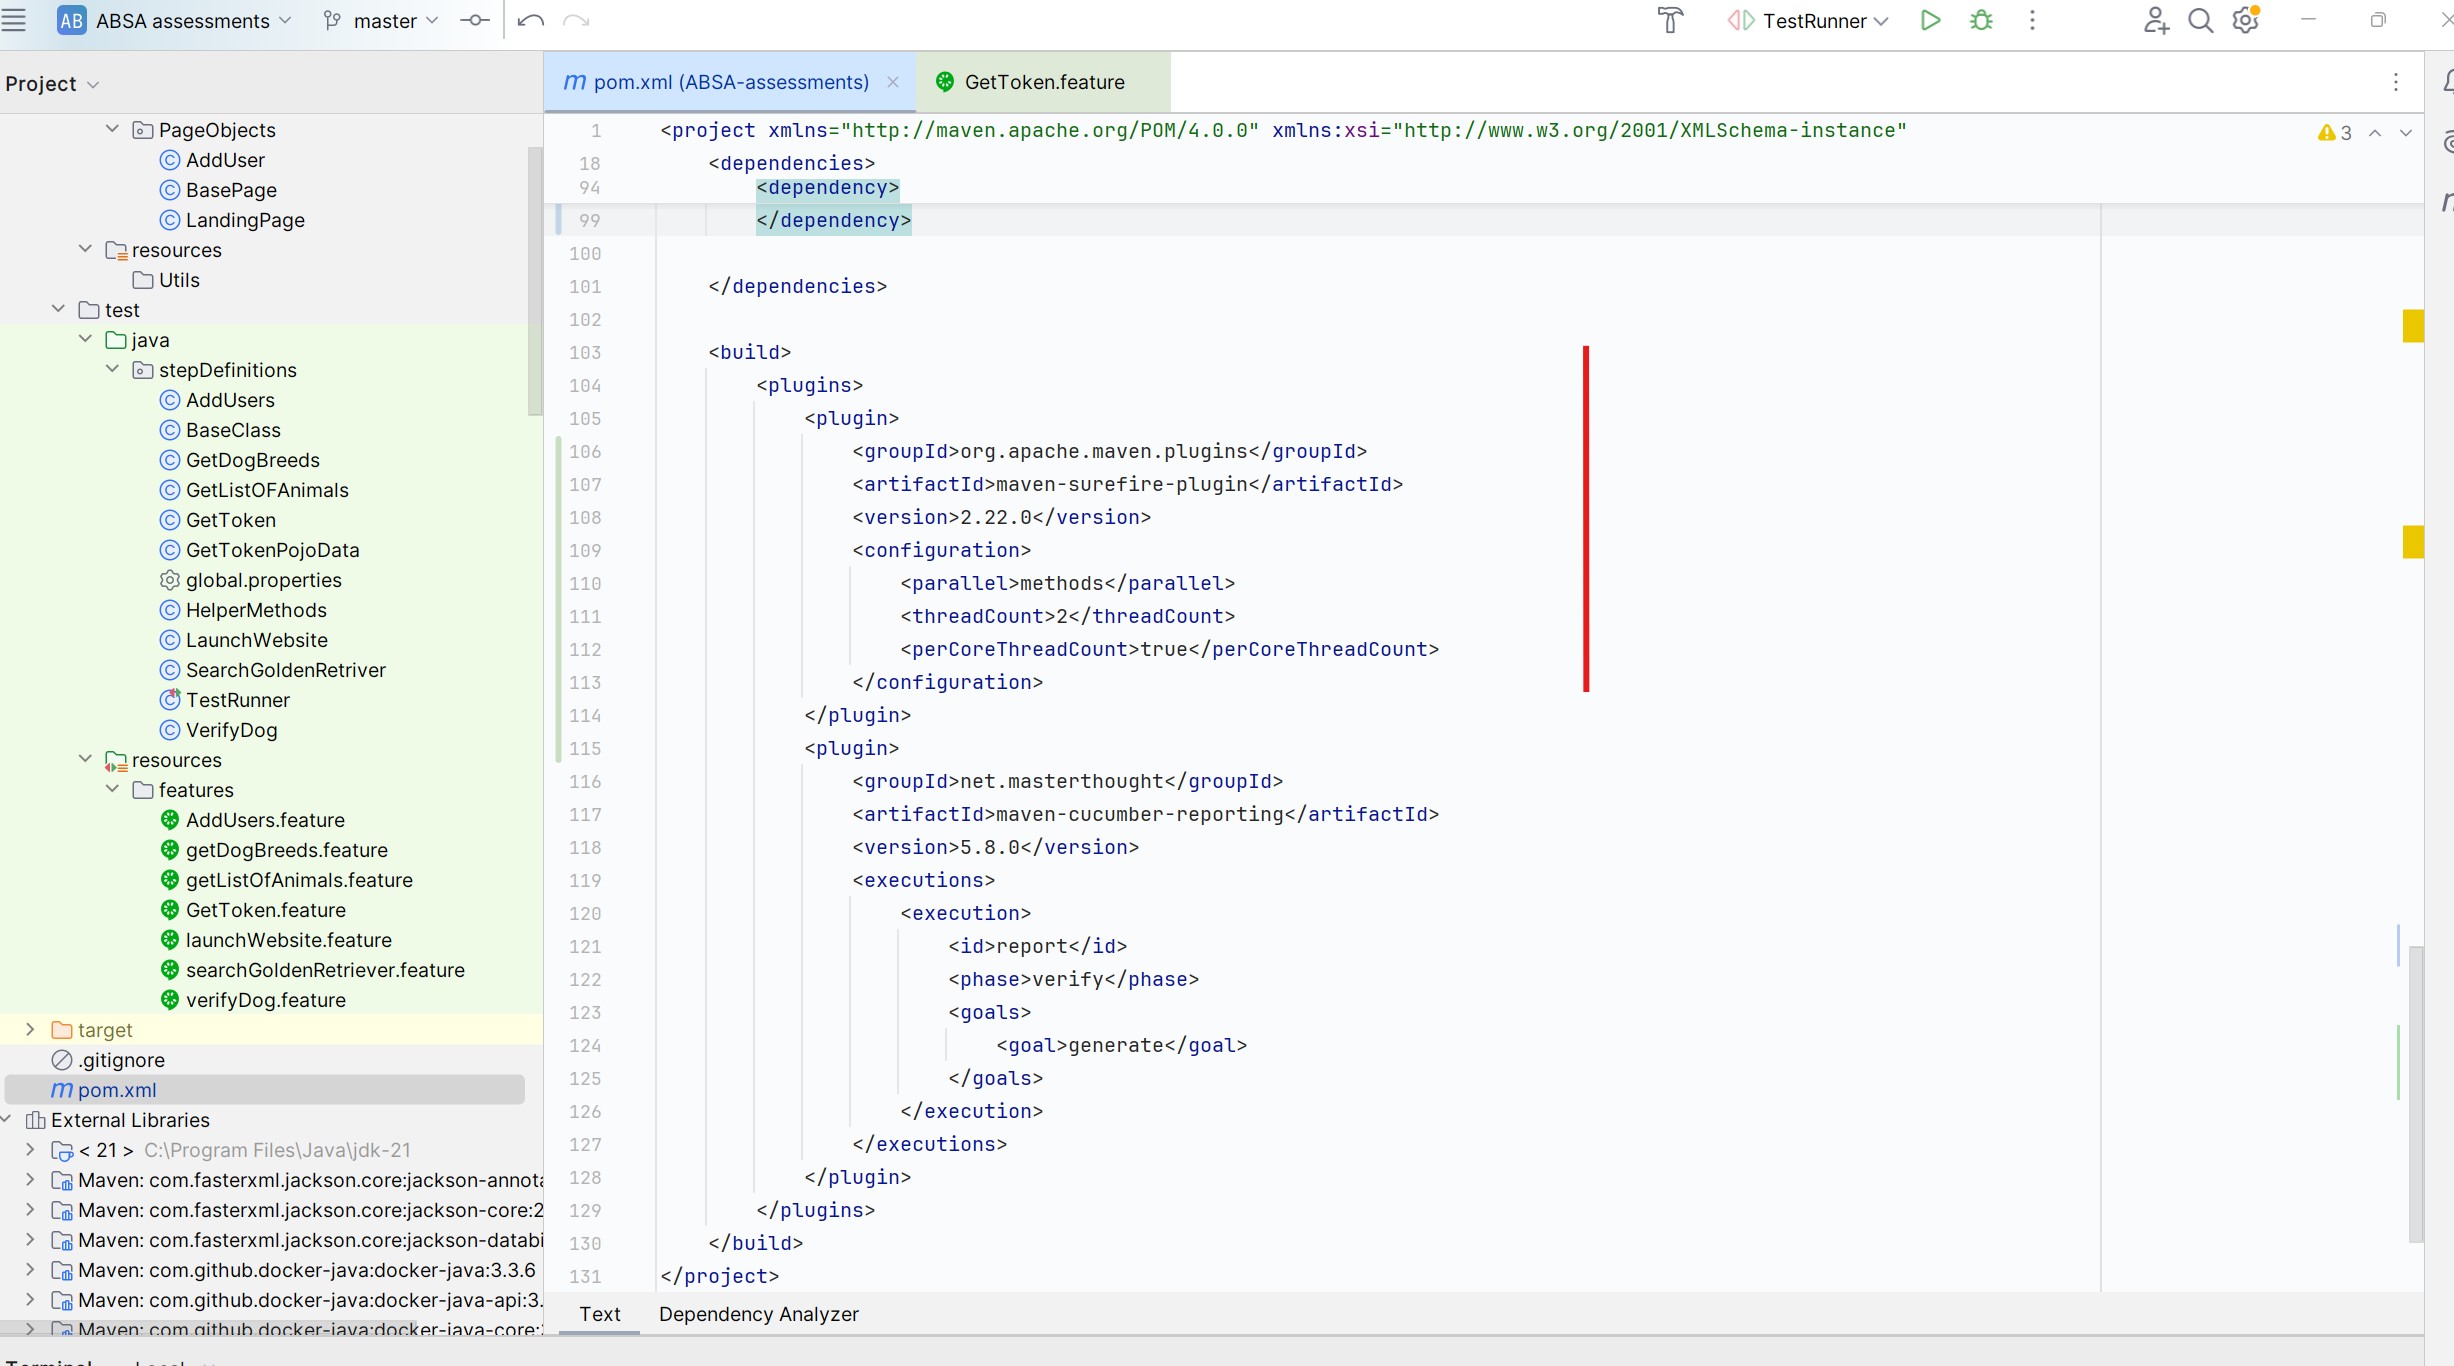 AB ABSA assessments master TestRunner
Project
pom.xml (ABSA-assessments) GetToken.feature
PageObjects
AddUser
BasePage
LandingPage
resources
Utils
test
java
stepDefinitions
AddUsers
BaseClass
GetDogBreeds
GetListOFAnimals
GetToken
GetTokenPojoData
global.properties
HelperMethods
LaunchWebsite
SearchGoldenRetriver
TestRunner
VerifyDog
resources
features
AddUsers.feature
getDogBreeds.feature
getListOfAnimals.feature
GetToken.feature
launchWebsite.feature
searchGoldenRetriever.feature
verifyDog.feature
target
.gitignore
pom.xml
External Libraries
< 21 > C:\Program Files\Java\jdk-21
Maven: com.fasterxml.jackson.core:jackson-annota
Maven: com.fasterxml.jackson.core:jackson-core:2
Maven: com.fasterxml.jackson.core:jackson-databi
Maven: com.github.docker-java:docker-java:3.3.6
Maven: com.github.docker-java:docker-java-api:3.
Maven: com.github.docker-java:docker-java-core:
1 <project xmlns="http://maven.apache.org/POM/4.0.0" xmlns:xsi="http://www.w3.org/2001/XMLSchema-instance" 3
18 <dependencies>
94 <dependency>
99 </dependency>
100
101 </dependencies>
102
103 <build>
104 <plugins>
105 <plugin>
106 <groupId>org.apache.maven.plugins</groupId>
107 <artifactId>maven-surefire-plugin</artifactId>
108 <version>2.22.0</version>
109 <configuration>
110 <parallel>methods</parallel>
111 <threadCount>2</threadCount>
112 <perCoreThreadCount>true</perCoreThreadCount>
113 </configuration>
114 </plugin>
115 <plugin>
116 <groupId>net.masterthought</groupId>
117 <artifactId>maven-cucumber-reporting</artifactId>
118 <version>5.8.0</version>
119 <executions>
120 <execution>
121 <id>report</id>
122 <phase>verify</phase>
123 <goals>
124 <goal>generate</goal>
125 </goals>
126 </execution>
127 </executions>
128 </plugin>
129 </plugins>
130 </build>
131 </project>
Text Dependency Analyzer
Terminal